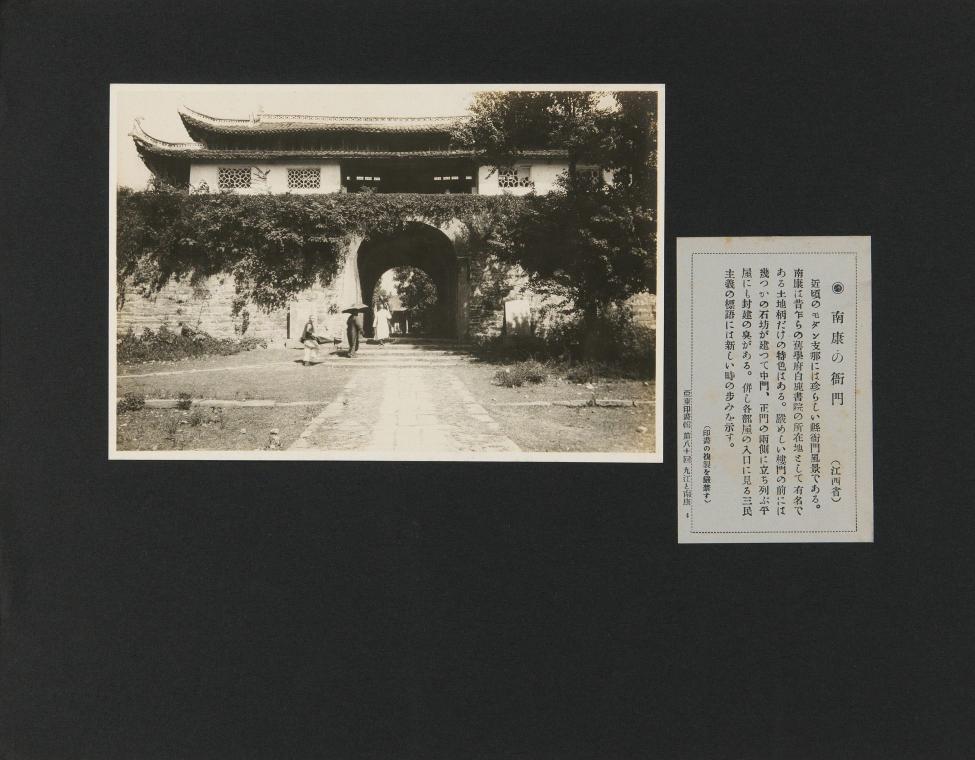 ◉ 南康の衙門 (江西省)
近頃のモダン支那には珍らしい縣衙門風景である。
南康は昔乍らの舊學府白鹿書院の所在地として有名で
ある土地柄だけの特色はある。嚴めしい樓門の前には
幾つかの石坊が建つて中門、正門の兩側に立ち列ぶ平
屋にも封建の臭がある。併し各部屋の入口に見る三民
主義の標語には新しい時の歩みを示す。
(印畫の複製を嚴禁す)
亞東印畫輯 第八十回 九江と南康 4